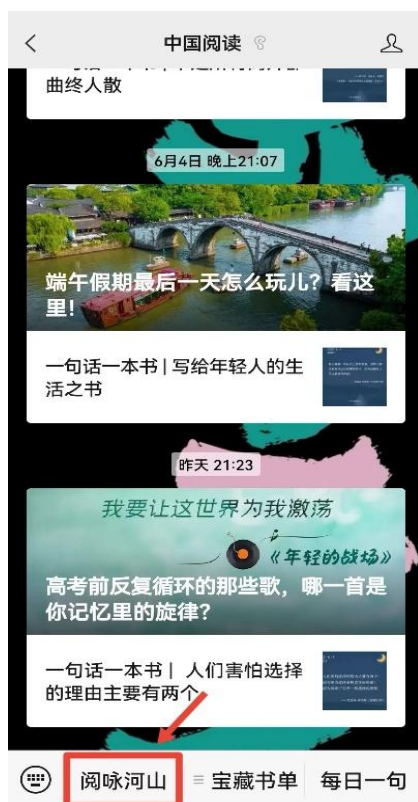 中国阅读
曲终人散
6月4日 晚上21:07
端午假期最后一天怎么玩儿？看这
里！
一句话一本书 | 写给年轻人的生
活之书
昨天 21:23
我要让这世界为我激荡
《年轻的战场》
高考前反复循环的那些歌，哪一首是
你记忆里的旋律？
一句话一本书 | 人们害怕选择
的理由主要有两个
阅咏河山
宝藏书单
每日一句